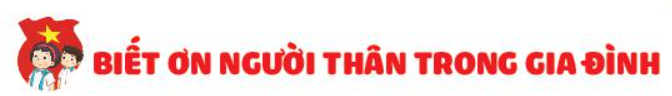 BIẾT ƠN NGƯỜI THÂN TRONG GIA ĐÌNH